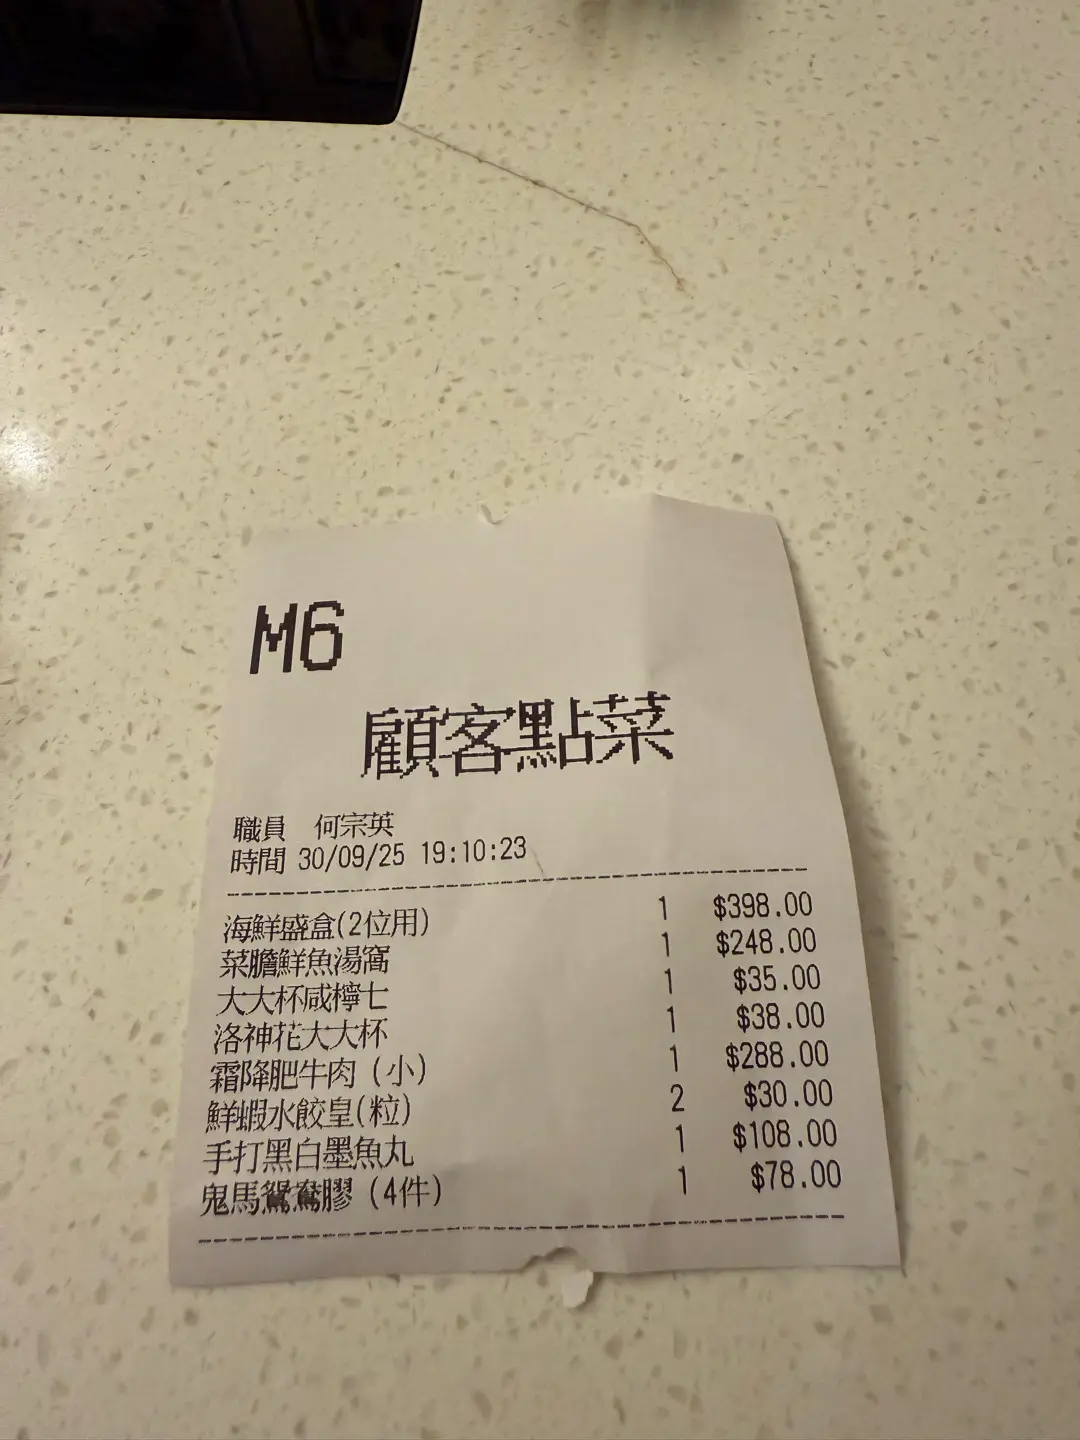 M6
顧客點菜
職員 何宗英
時間 30/09/25 19:10:23
海鮮盛盒(2位用) 1 $398.00
菜膽鮮魚湯窩 1 $248.00
大大杯咸檸七 1 $35.00
洛神花大大杯 1 $38.00
霜降肥牛肉 (小) 1 $288.00
鮮蝦水餃皇(粒) 2 $30.00
手打黑白墨魚丸 1 $108.00
鬼馬鴛鴦膠 (4件) 1 $78.00